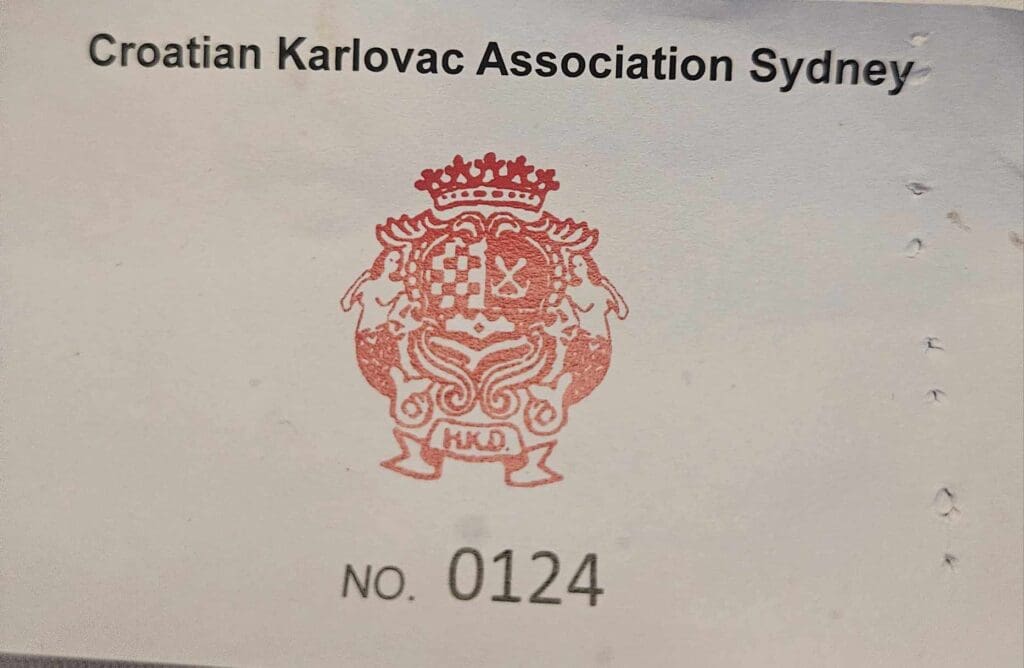 Croatian Karlovac Association Sydney
H.K.D.
NO. 0124